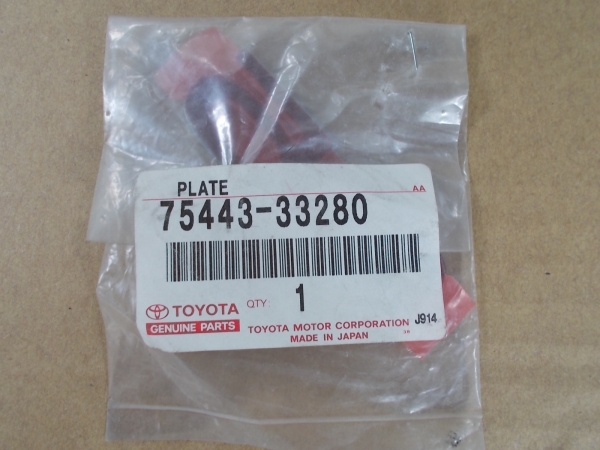 PLATE
AA
75443-33280
TOYOTA QTY: 1
GENUINE PARTS
TOYOTA MOTOR CORPORATION J914
MADE IN JAPAN